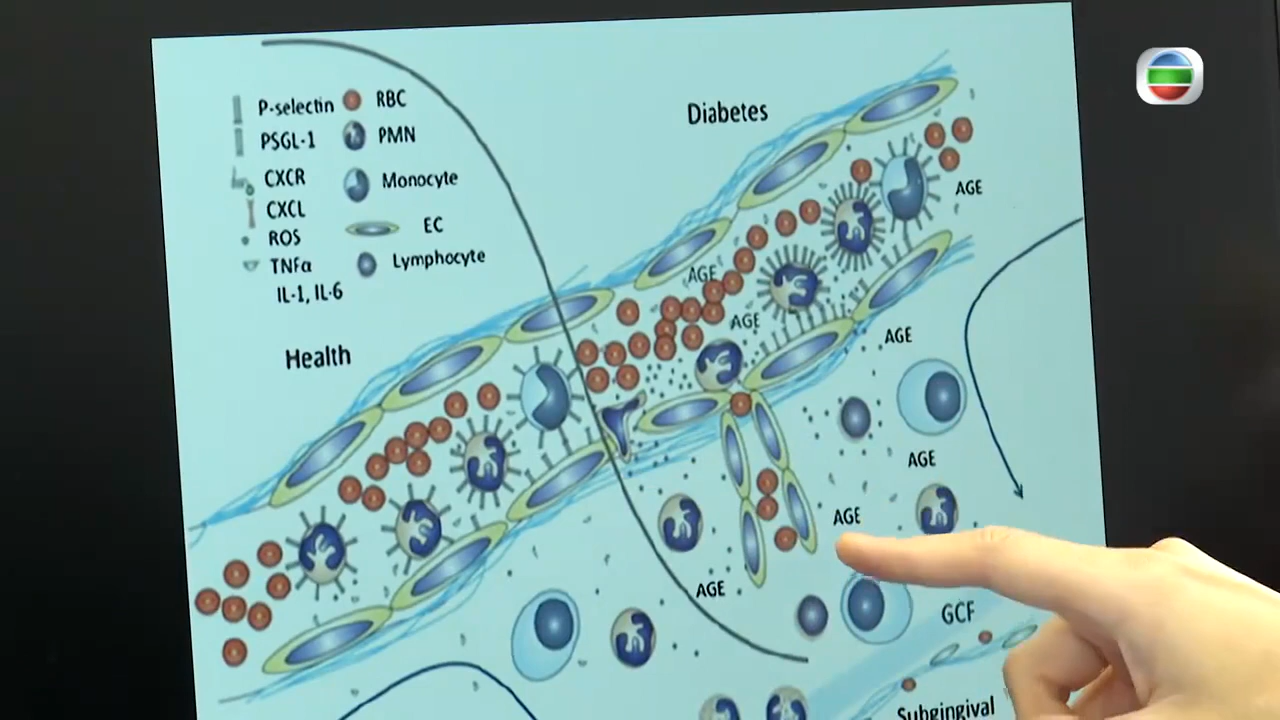 P-selectin
RBC
PSGL-1
PMN
CXCR
Monocyte
CXCL
EC
ROS
Lymphocyte
TNFα
IL-1, IL-6
Diabetes
Health
AGE
AGE
AGE
AGE
AGE
AGE
AGE
GCF
Subgingival